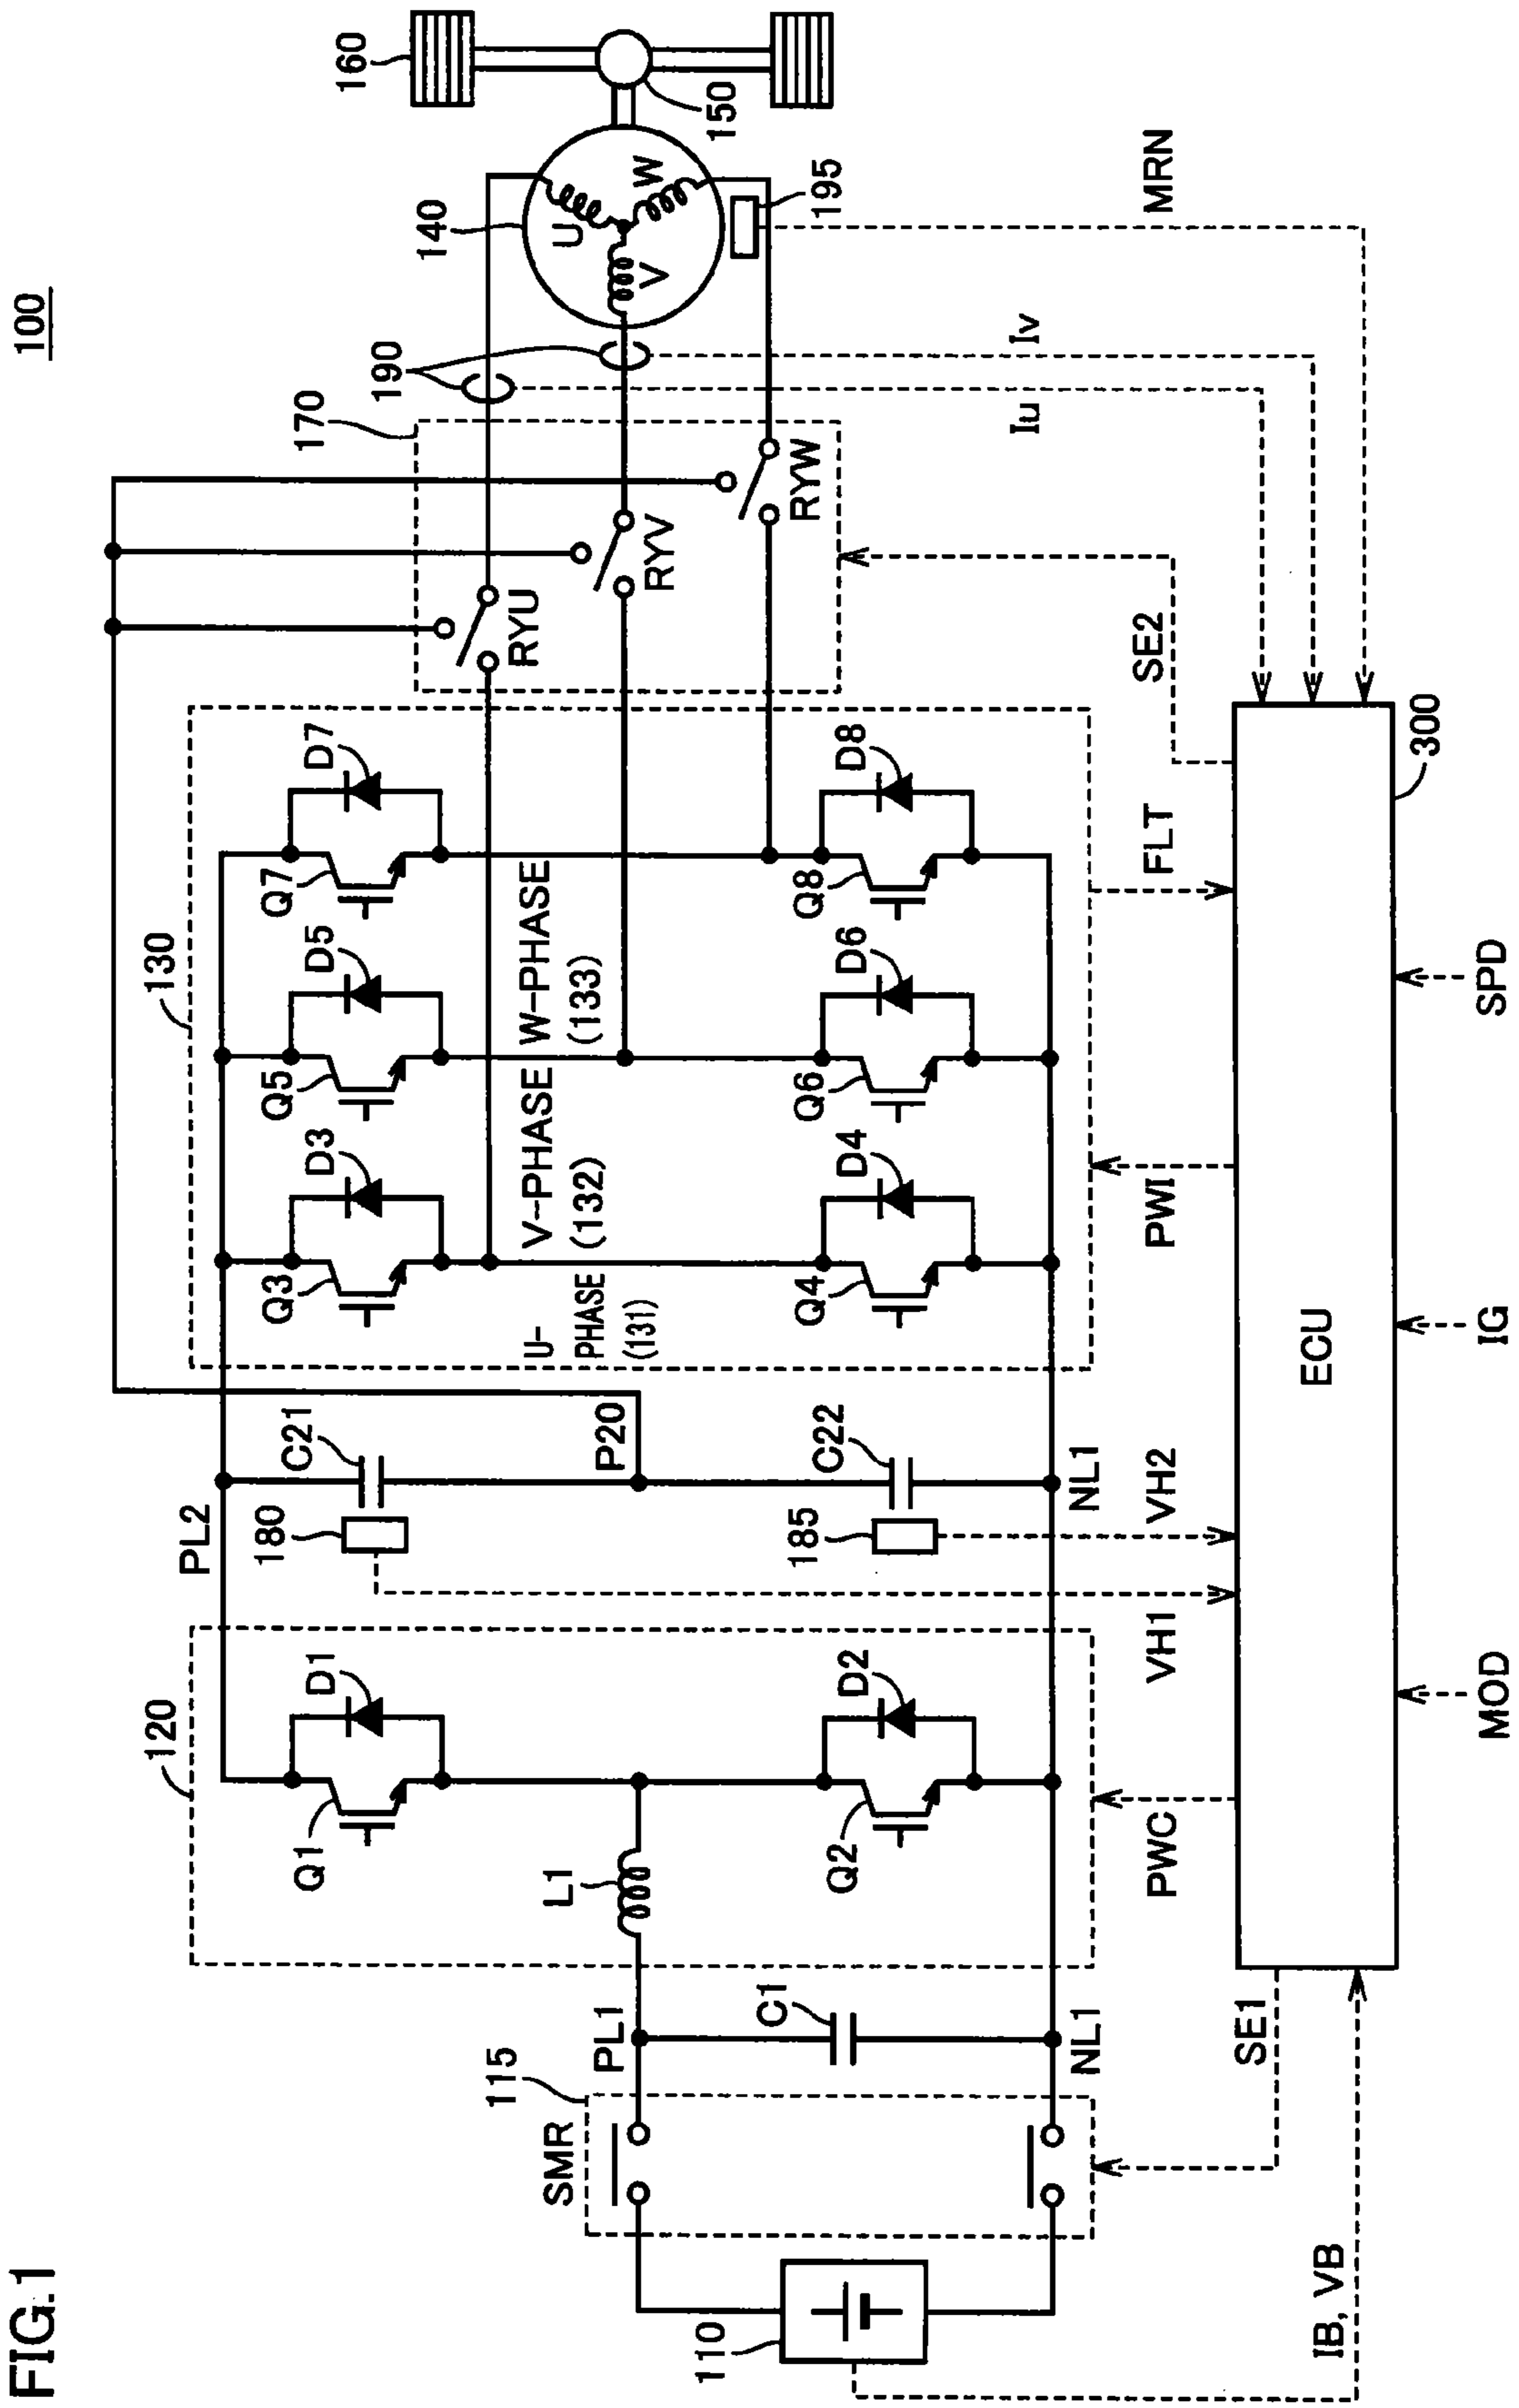 FIG.1
100
110
115
SMR
PL1
C1
NL1
120
Q1
D1
L1
Q2
D2
PL2
180
C21
P20
185
C22
NL1
130
Q3
D3
Q5
D5
Q7
D7
U-
PHASE
(131)
V-PHASE
(132)
W-PHASE
(133)
Q4
D4
Q6
D6
Q8
D8
170
RYU
RYV
RYW
190
140
U
V
W
150
160
195
IB, VB
SE1
PWC
VH1
VH2
PWI
FLT
SE2
Iu
Iv
MRN
ECU
300
MOD
IG
SPD